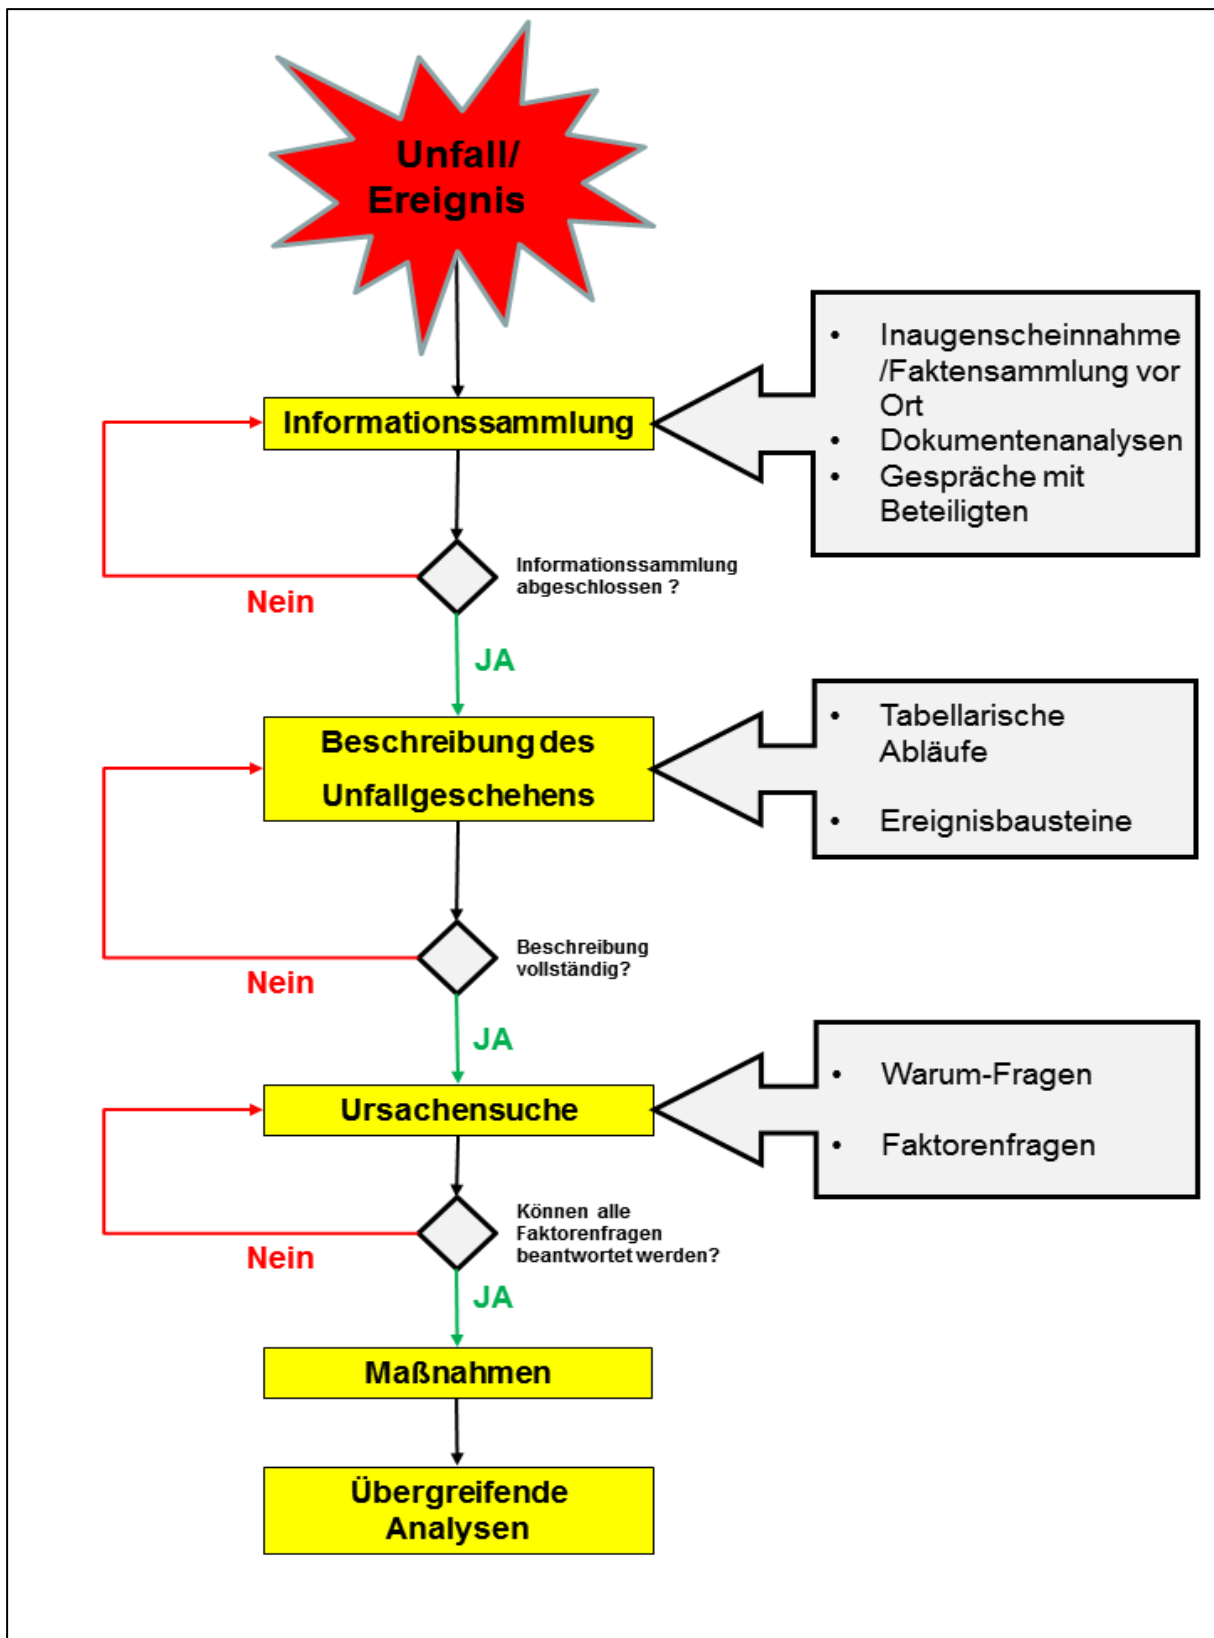 Unfall/
Ereignis
Informationssammlung
• Inaugenscheinnahme
/Faktensammlung vor
Ort
• Dokumentenanalysen
• Gespräche mit
Beteiligten
Informationssammlung
abgeschlossen ?
Nein
JA
Beschreibung des
Unfallgeschehens
• Tabellarische
Abläufe
• Ereignisbausteine
Beschreibung
vollständig?
Nein
JA
Ursachensuche
• Warum-Fragen
• Faktorenfragen
Können alle
Faktorenfragen
beantwortet werden?
Nein
JA
Maßnahmen
Übergreifende
Analysen